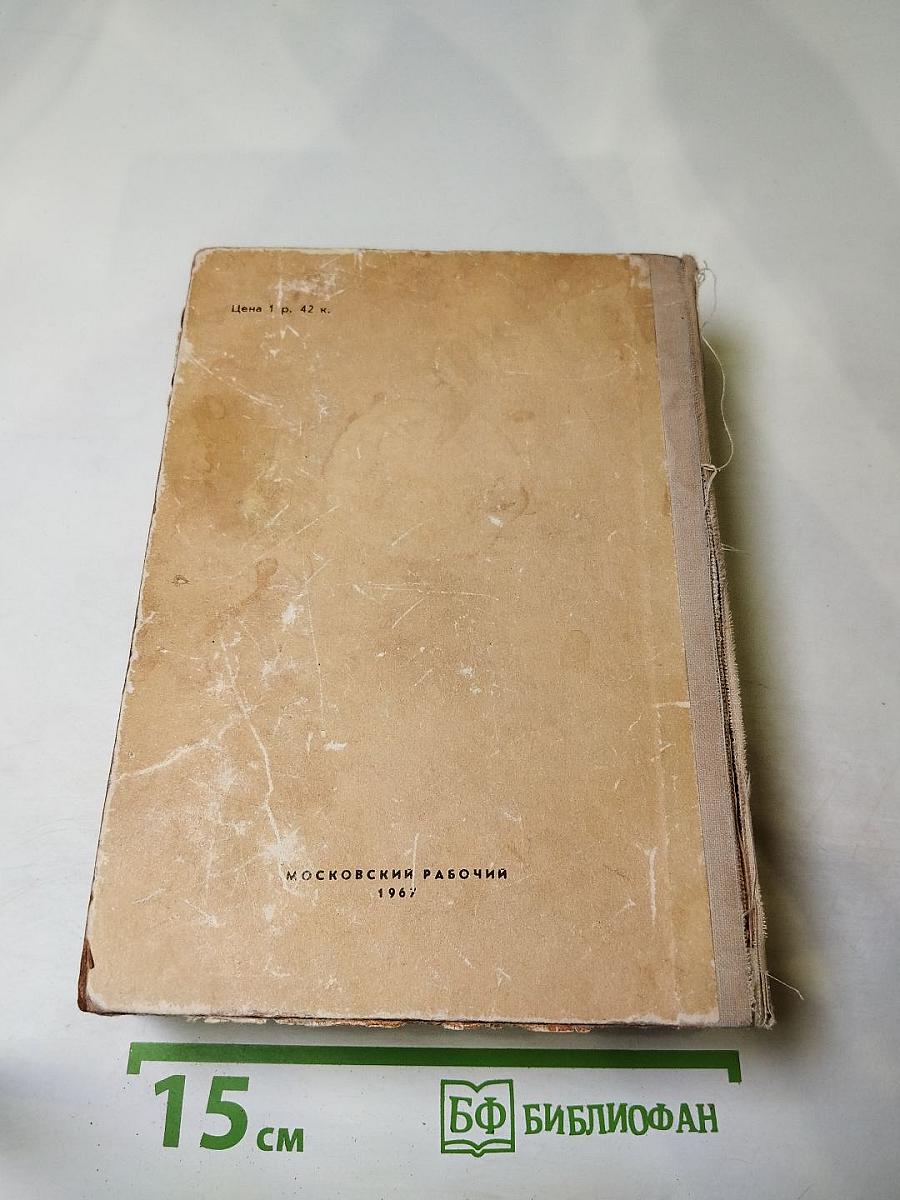 Цена 1 р. 42 к.
МОСКОВСКИЙ РАБОЧИЙ
1967
15 см
БФ БИБЛИОФАН